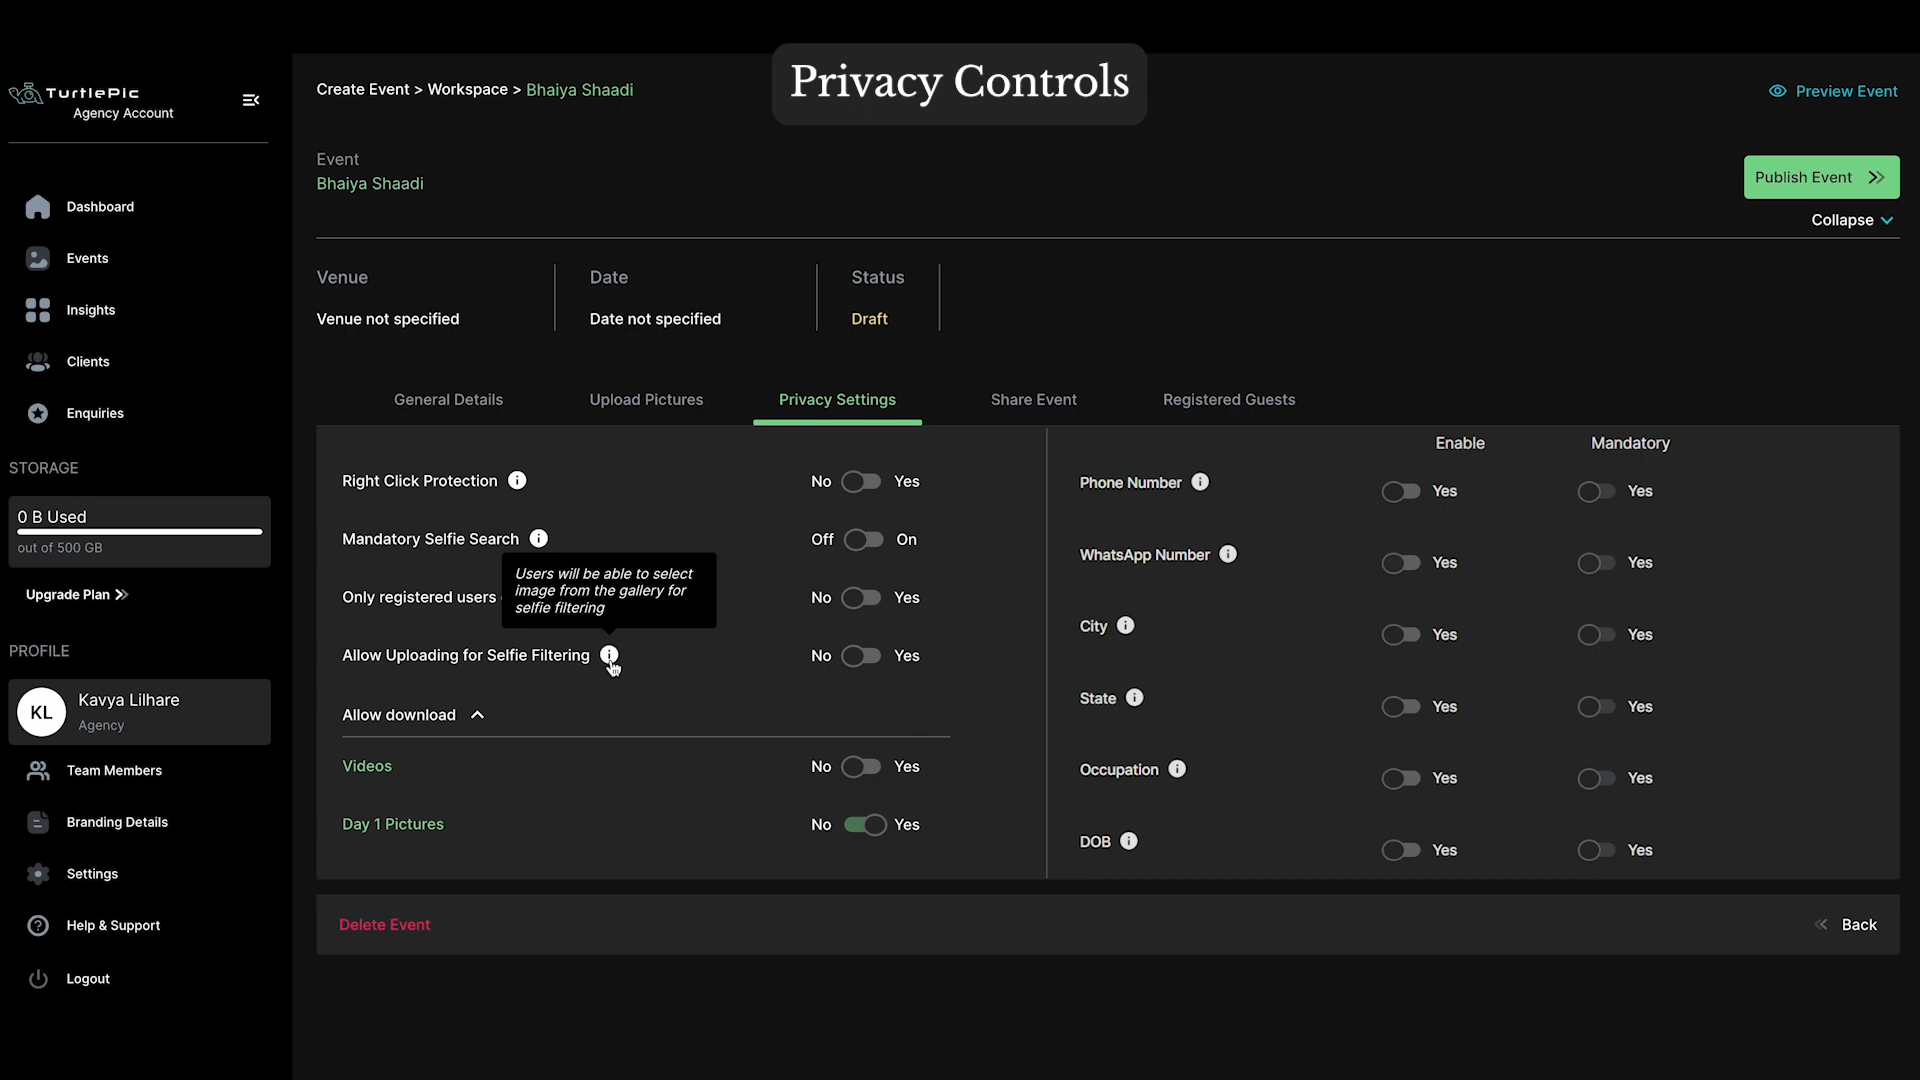 Privacy Controls
TurtlePic
Agency Account
Create Event > Workspace > Bhaiya Shaadi
Preview Event
Event
Bhaiya Shaadi
Publish Event
Collapse
Dashboard
Events
Insights
Clients
Enquiries
STORAGE
0 B Used
out of 500 GB
Upgrade Plan
PROFILE
KL
Kavya Lilhare
Agency
Team Members
Branding Details
Settings
Help & Support
Logout
Venue
Venue not specified
Date
Date not specified
Status
Draft
General Details
Upload Pictures
Privacy Settings
Share Event
Registered Guests
Right Click Protection No Yes
Mandatory Selfie Search Off On
Users will be able to select
image from the gallery for
selfie filtering
Only registered users No Yes
Allow Uploading for Selfie Filtering No Yes
Allow download
Videos No Yes
Day 1 Pictures No Yes
Enable Mandatory
Phone Number Yes Yes
WhatsApp Number Yes Yes
City Yes Yes
State Yes Yes
Occupation Yes Yes
DOB Yes Yes
Delete Event
Back